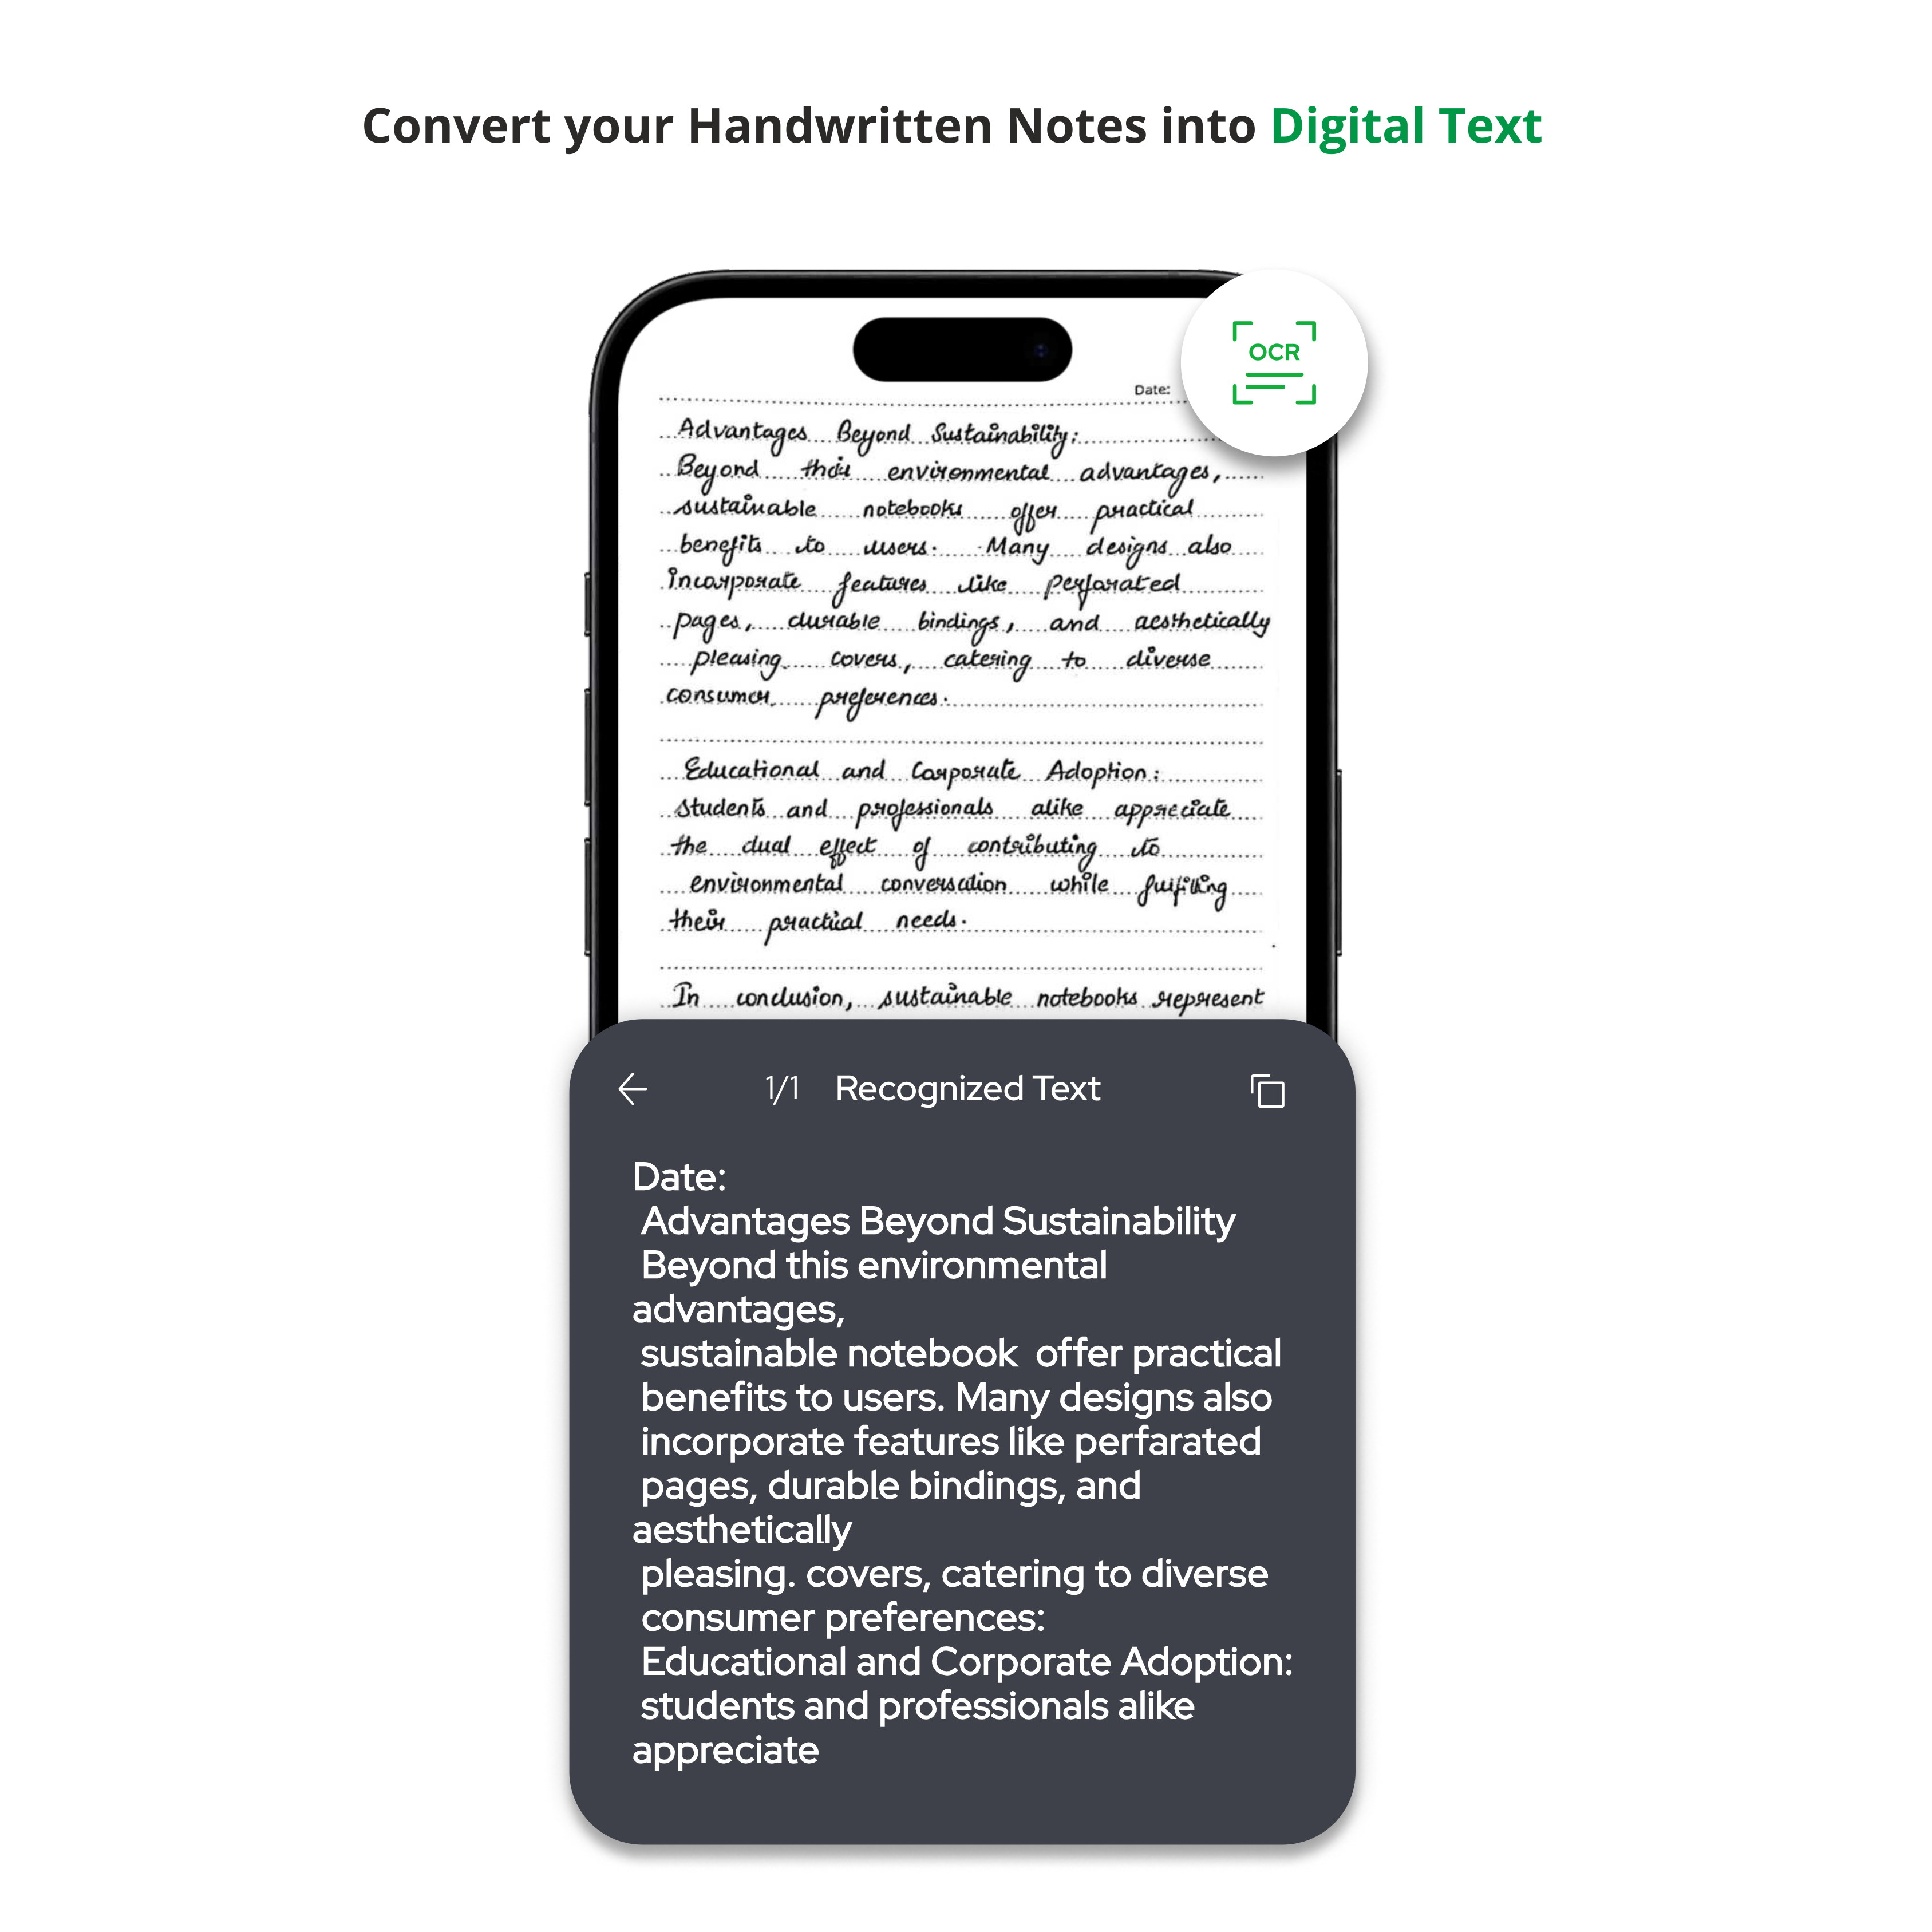 Convert your Handwritten Notes into Digital Text
OCR
Date:
Advantages Beyond Sustainability:
Beyond their environmental advantages,
sustainable notebooks offer practical
benefits to users. Many designs also
incorporate features like perforated
pages, durable bindings, and aesthetically
pleasing covers, catering to diverse
consumer preferences.
Educational and Corporate Adoption:
students and professionals alike appreciate
the dual effect of contributing to
environmental conversation while fulfilling
their practical needs.
In conclusion, sustainable notebooks represent
1/1 Recognized Text
Date:
Advantages Beyond Sustainability
Beyond this environmental
advantages,
sustainable notebook offer practical
benefits to users. Many designs also
incorporate features like perfarated
pages, durable bindings, and
aesthetically
pleasing. covers, catering to diverse
consumer preferences:
Educational and Corporate Adoption:
students and professionals alike
appreciate